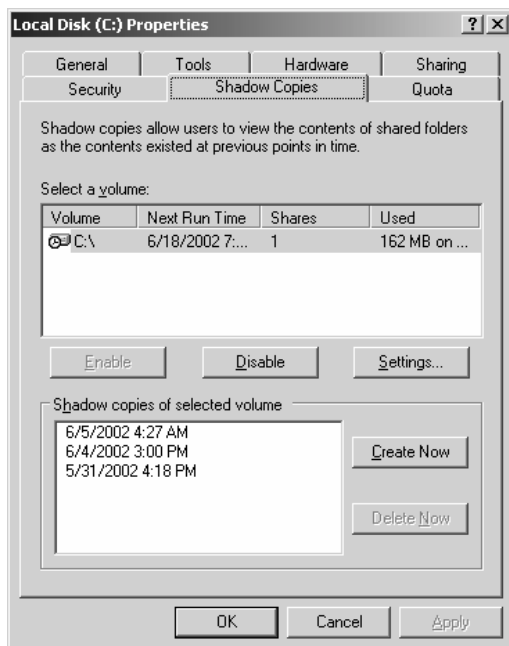 Local Disk (C:) Properties
General Tools Hardware Sharing
Security Shadow Copies Quota
Shadow copies allow users to view the contents of shared folders
as the contents existed at previous points in time.
Select a volume:
Volume Next Run Time Shares Used
C:\ 6/18/2002 7:... 1 162 MB on ...
Enable Disable Settings...
Shadow copies of selected volume
6/5/2002 4:27 AM
6/4/2002 3:00 PM
5/31/2002 4:18 PM
Create Now
Delete Now
OK Cancel Apply